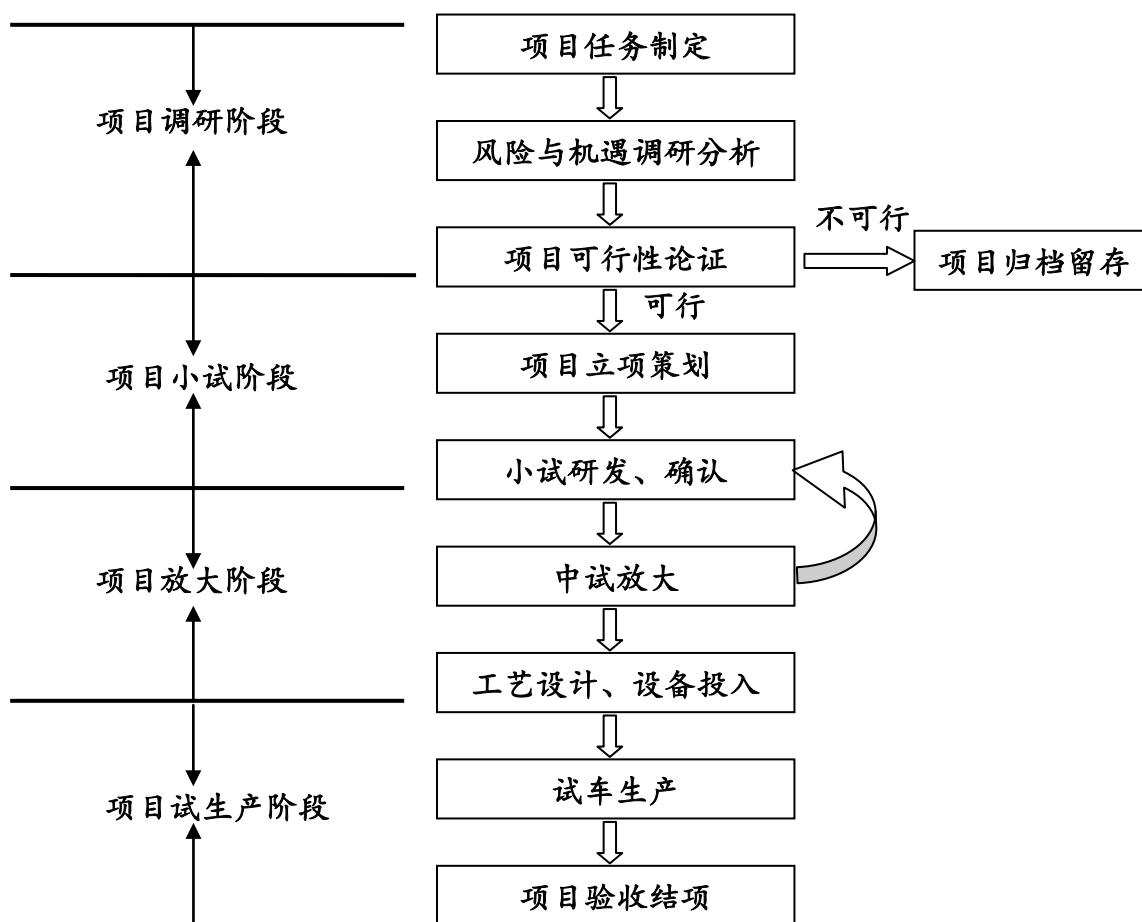 项目任务制定
项目调研阶段
风险与机遇调研分析
不可行
项目可行性论证
项目归档留存
可行
项目小试阶段
项目立项策划
小试研发、确认
项目放大阶段
中试放大
工艺设计、设备投入
试车生产
项目试生产阶段
项目验收结项